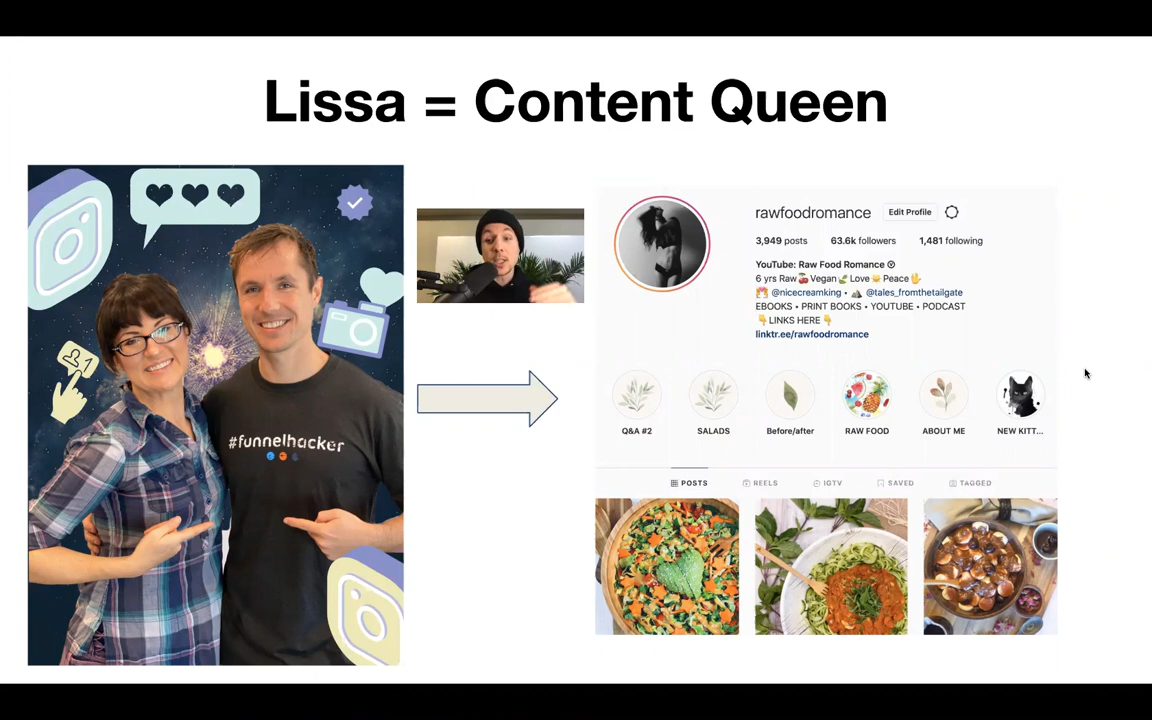 Lissa = Content Queen
1
#funnelhacker
rawfoodromance Edit Profile
3,949 posts 63.6k followers 1,481 following
YouTube: Raw Food Romance
6 yrs Raw🍒Vegan🌿Love☀️Peace🖖
@nicecreamking • ⛰️ @tales_fromthetailgate
EBOOKS • PRINT BOOKS • YOUTUBE • PODCAST
👇LINKS HERE👇
linktr.ee/rawfoodromance
Q&A #2 SALADS Before/after RAW FOOD ABOUT ME NEW KITT...
POSTS REELS IGTV SAVED TAGGED